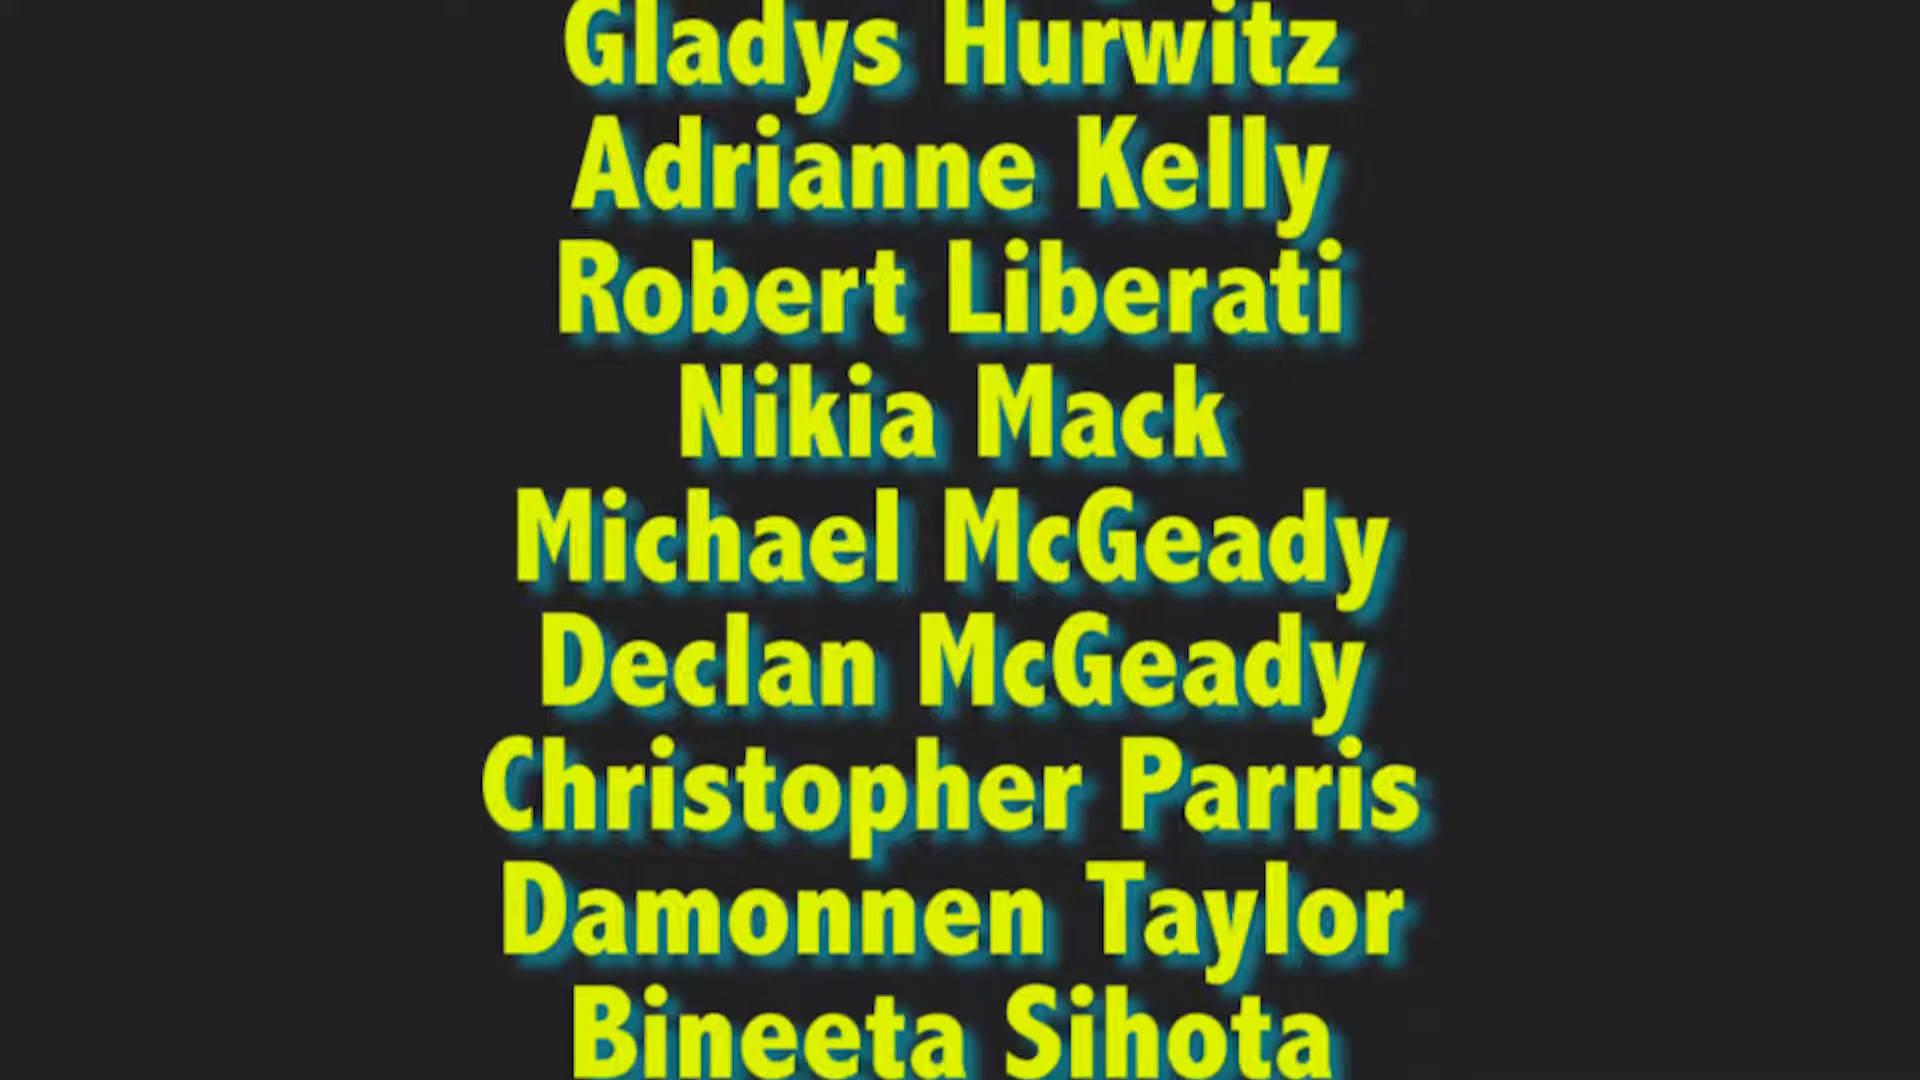 Gladys Hurwitz
Adrianne Kelly
Robert Liberati
Nikia Mack
Michael McGeady
Declan McGeady
Christopher Parris
Damonnen Taylor
Bineeta Sihota